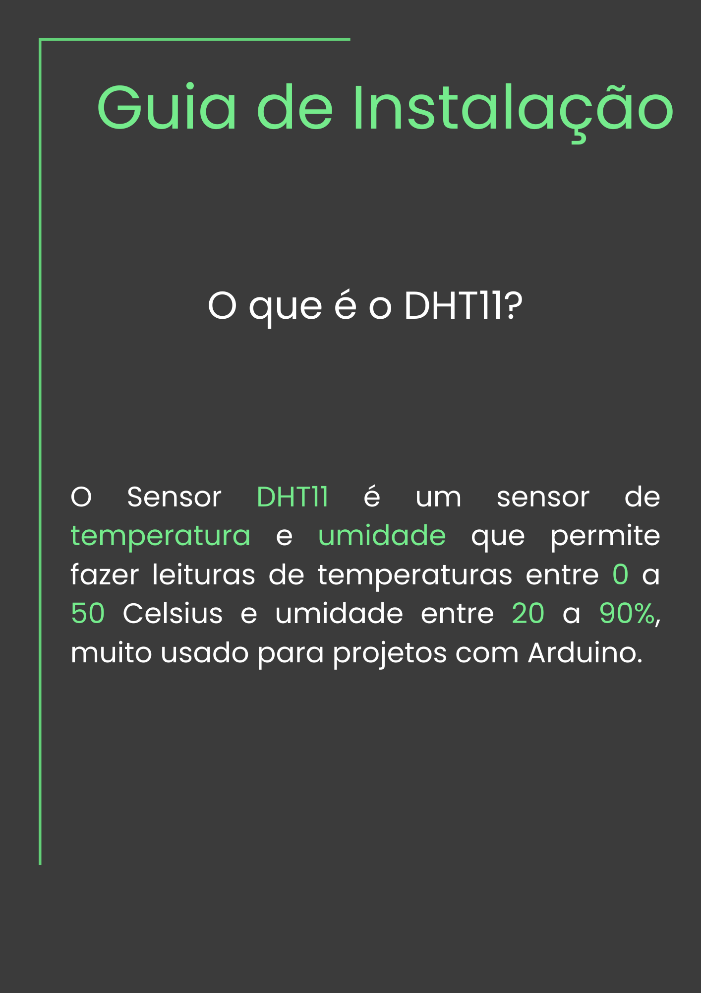 Guia de Instalação
O que é o DHT11?
O Sensor DHT11 é um sensor de
temperatura e umidade que permite
fazer leituras de temperaturas entre 0 a
50 Celsius e umidade entre 20 a 90%,
muito usado para projetos com Arduino.